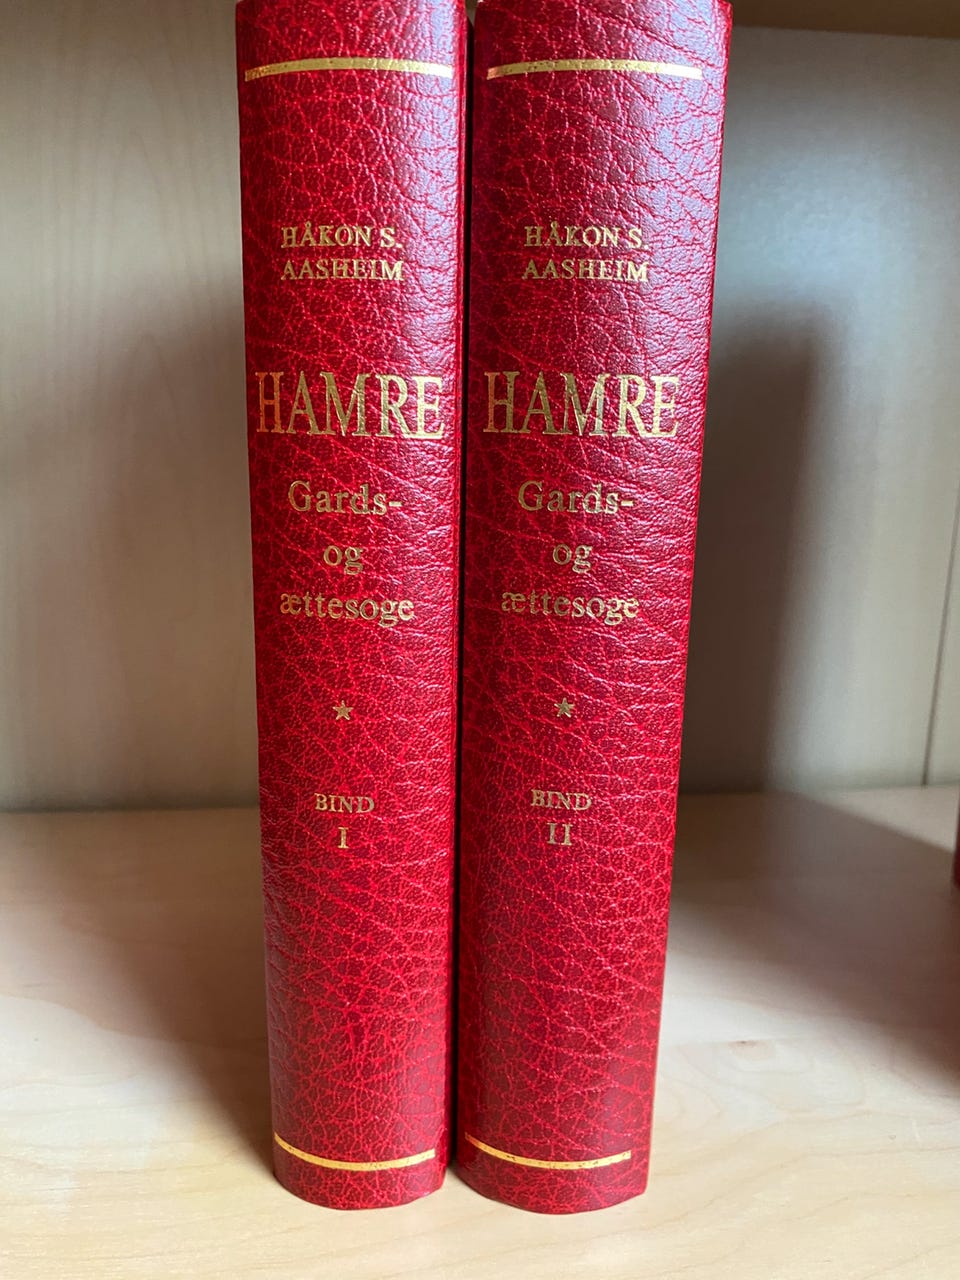 HÅKON S.
AASHEIM
HAMRE
Gards-
og
ættesoge
BIND
I
HÅKON S.
AASHEIM
HAMRE
Gards-
og
ættesoge
BIND
II